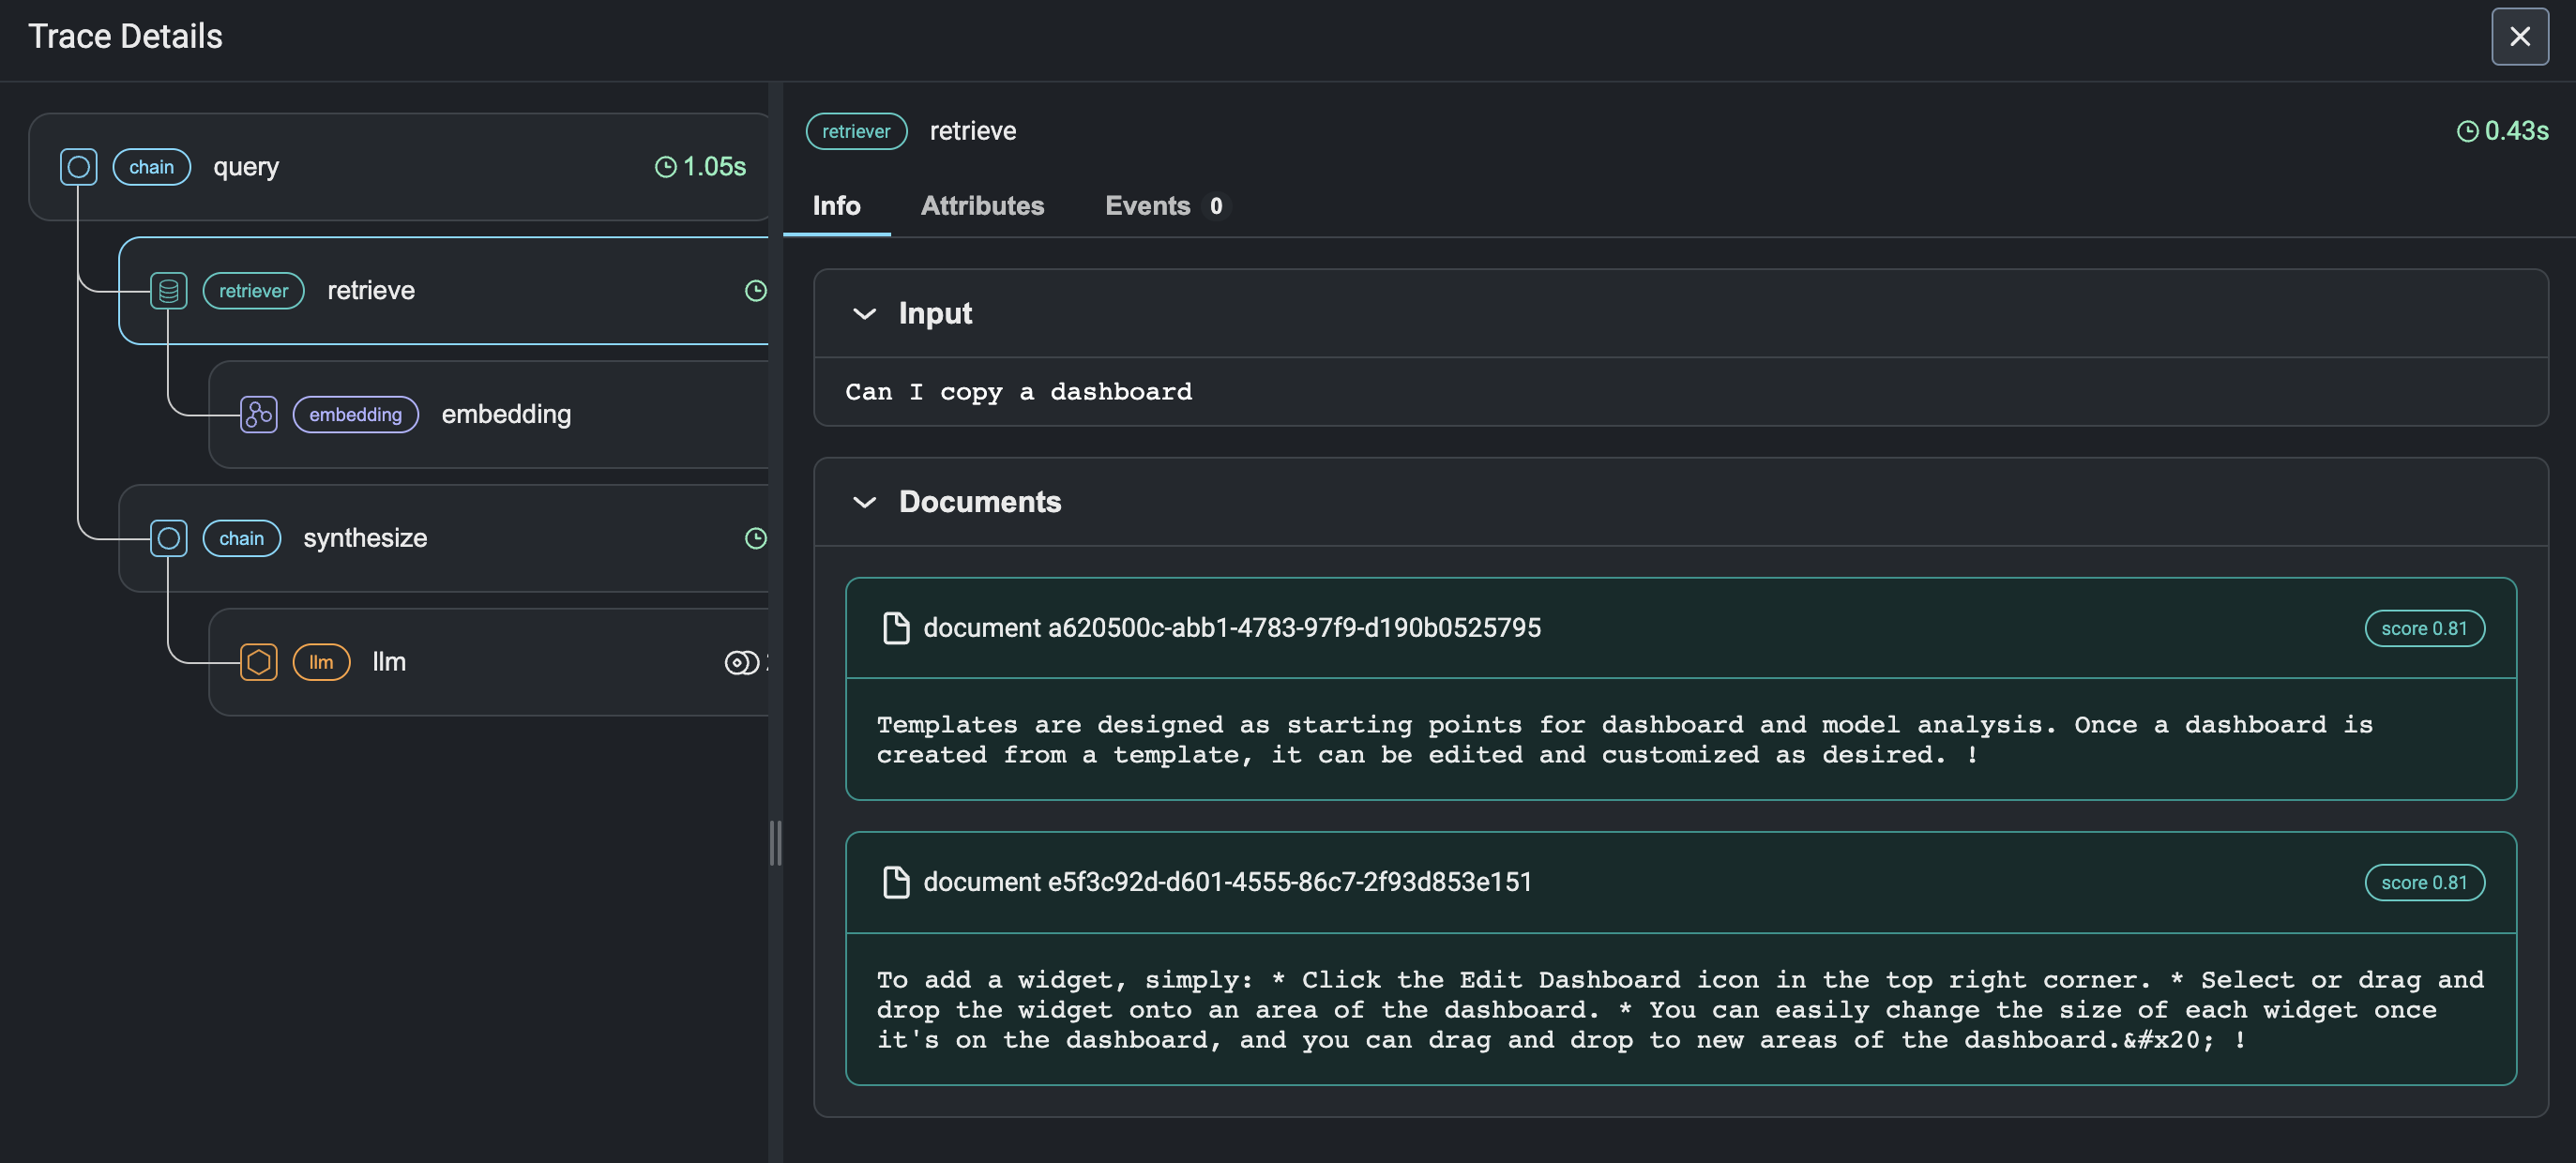 Trace Details
chain query 1.05s
retriever retrieve
embedding embedding
chain synthesize
llm llm
retriever retrieve 0.43s
Info Attributes Events 0
Input
Can I copy a dashboard
Documents
document a620500c-abb1-4783-97f9-d190b0525795 score 0.81
Templates are designed as starting points for dashboard and model analysis. Once a dashboard is
created from a template, it can be edited and customized as desired. !
document e5f3c92d-d601-4555-86c7-2f93d853e151 score 0.81
To add a widget, simply: * Click the Edit Dashboard icon in the top right corner. * Select or drag and
drop the widget onto an area of the dashboard. * You can easily change the size of each widget once
it's on the dashboard, and you can drag and drop to new areas of the dashboard.&#x20; !